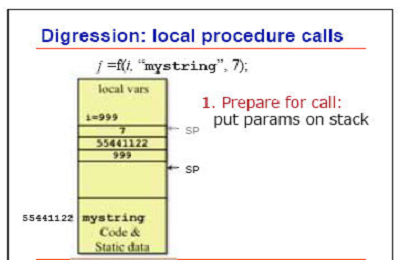 Digression: local procedure calls
j =f(i, "mystring", 7);
local vars
i=999
7
55441122
999
SP
SP
1. Prepare for call:
put params on stack
55441122
mystring
Code &
Static data